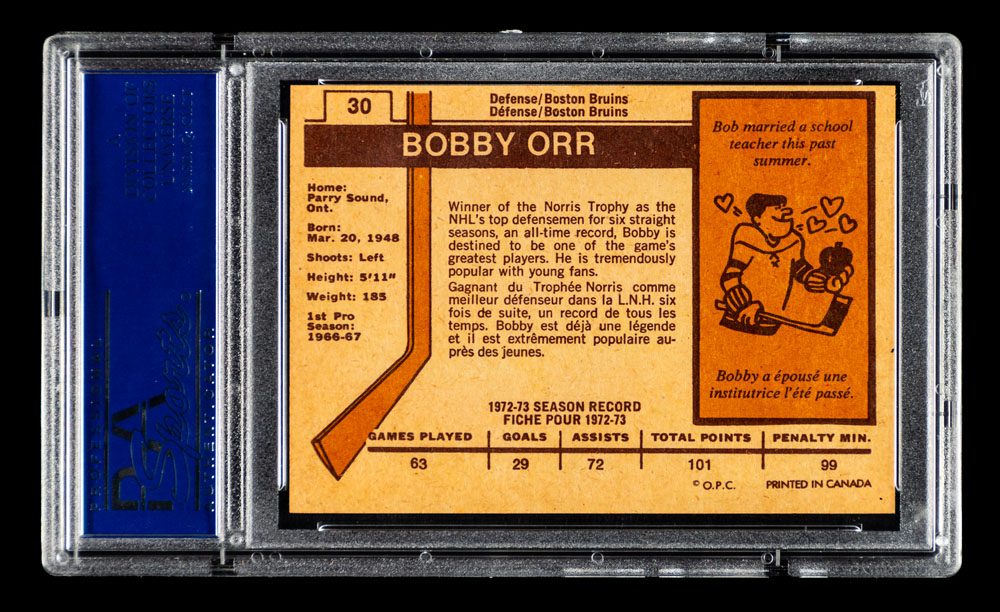 30
Defense/Boston Bruins
Défense/Boston Bruins
BOBBY ORR
Home:
Parry Sound,
Ont.
Born:
Mar. 20, 1948
Shoots: Left
Height: 5'11"
Weight: 185
1st Pro
Season:
1966-67
Winner of the Norris Trophy as the
NHL's top defensemen for six straight
seasons, an all-time record, Bobby is
destined to be one of the game's
greatest players. He is tremendously
popular with young fans.
Gagnant du Trophée Norris comme
meilleur défenseur dans la L.N.H. six
fois de suite, un record de tous les
temps. Bobby est déjà une légende
et il est extrêmement populaire au-
près des jeunes.
Bob married a school
teacher this past
summer.
Bobby a épousé une
institutrice l'été passé.
1972-73 SEASON RECORD
FICHE POUR 1972-73
GAMES PLAYED GOALS ASSISTS TOTAL POINTS PENALTY MIN.
63 29 72 101 99
© O.P.C. PRINTED IN CANADA
PSA